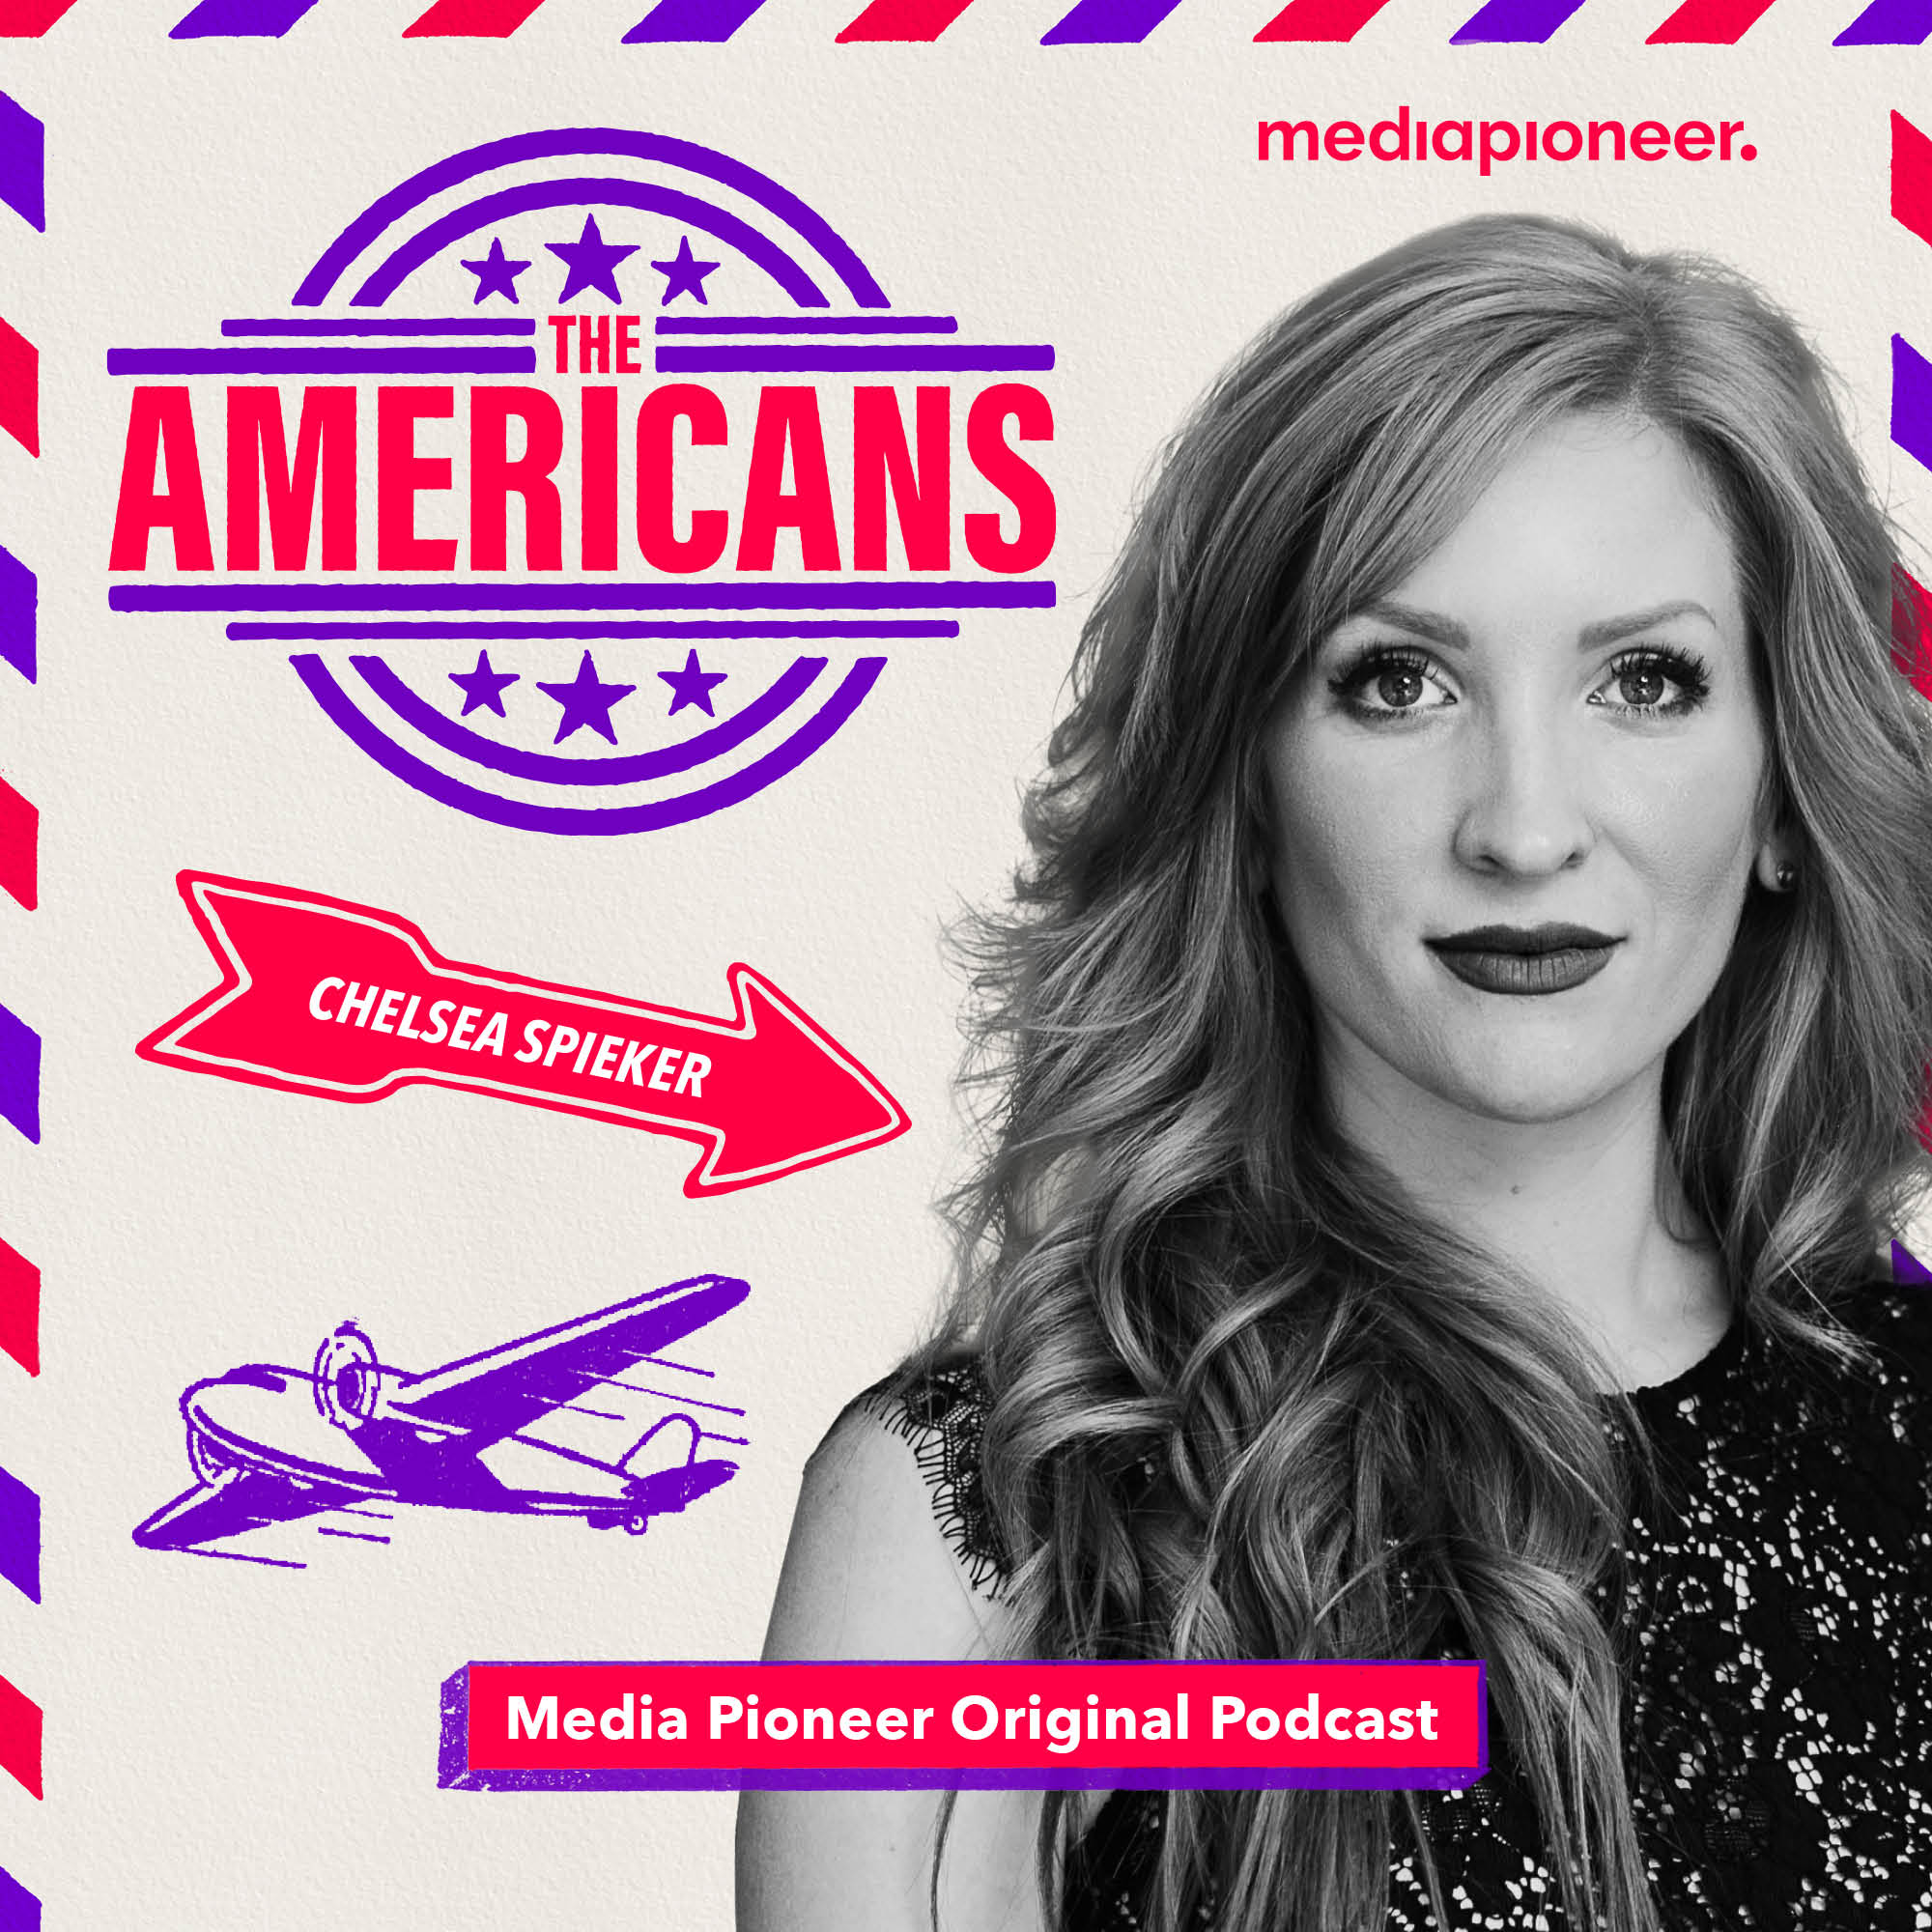 mediapioneer.
THE
AMERICANS
CHELSEA SPIEKER
Media Pioneer Original Podcast